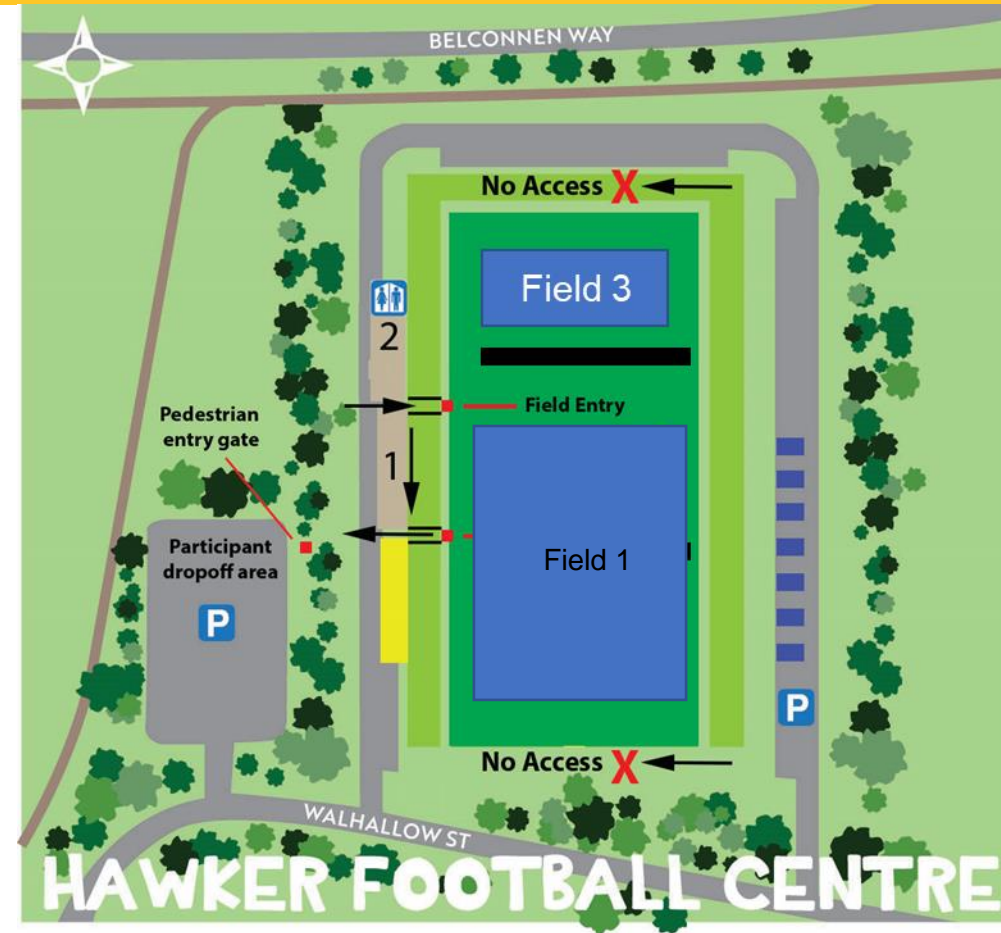 BELCONNEN WAY
No Access X
Field 3
2
Field Entry
Pedestrian
entry gate
1
Participant
dropoff area
Field 1
P
P
No Access X
WALHALLOW ST
HAWKER FOOTBALL CENTRE